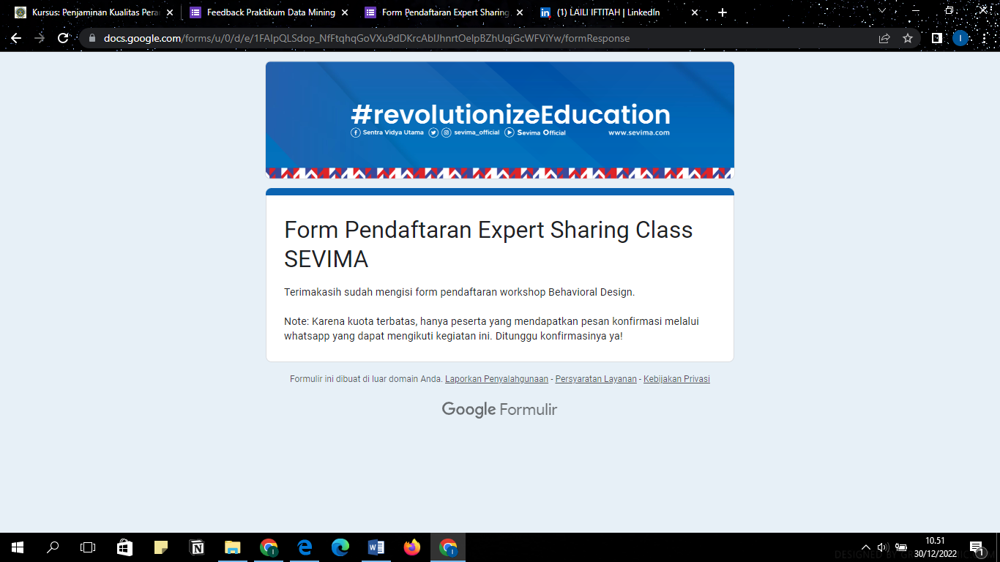 Kursus: Penjaminan Kualitas Pera
Feedback Praktikum Data Mining
Form Pendaftaran Expert Sharing
(1) LAILI IFTITAH | LinkedIn
docs.google.com/forms/u/0/d/e/1FAIpQLSdop_NfFtqhqGoVXu9dDKrcAblJhnrtOeIpBZhUqjGcWFViYw/formResponse
#revolutionizeEducation
Sentra Vidya Utama sevima_official Sevima Official www.sevima.com
Form Pendaftaran Expert Sharing Class
SEVIMA
Terimakasih sudah mengisi form pendaftaran workshop Behavioral Design.
Note: Karena kuota terbatas, hanya peserta yang mendapatkan pesan konfirmasi melalui
whatsapp yang dapat mengikuti kegiatan ini. Ditunggu konfirmasinya ya!
Formulir ini dibuat di luar domain Anda. Laporkan Penyalahgunaan - Persyaratan Layanan - Kebijakan Privasi
Google Formulir
10.51
30/12/2022
1